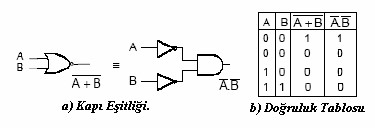 A
B
A̅+̅B̅
≡
A
B
A̅.B̅
a) Kapı Eşitliği.
A B A̅+̅B̅ A̅.B̅
0 0 1 1
0 0 0 0
1 0 0 0
1 1 0 0
b) Doğruluk Tablosu